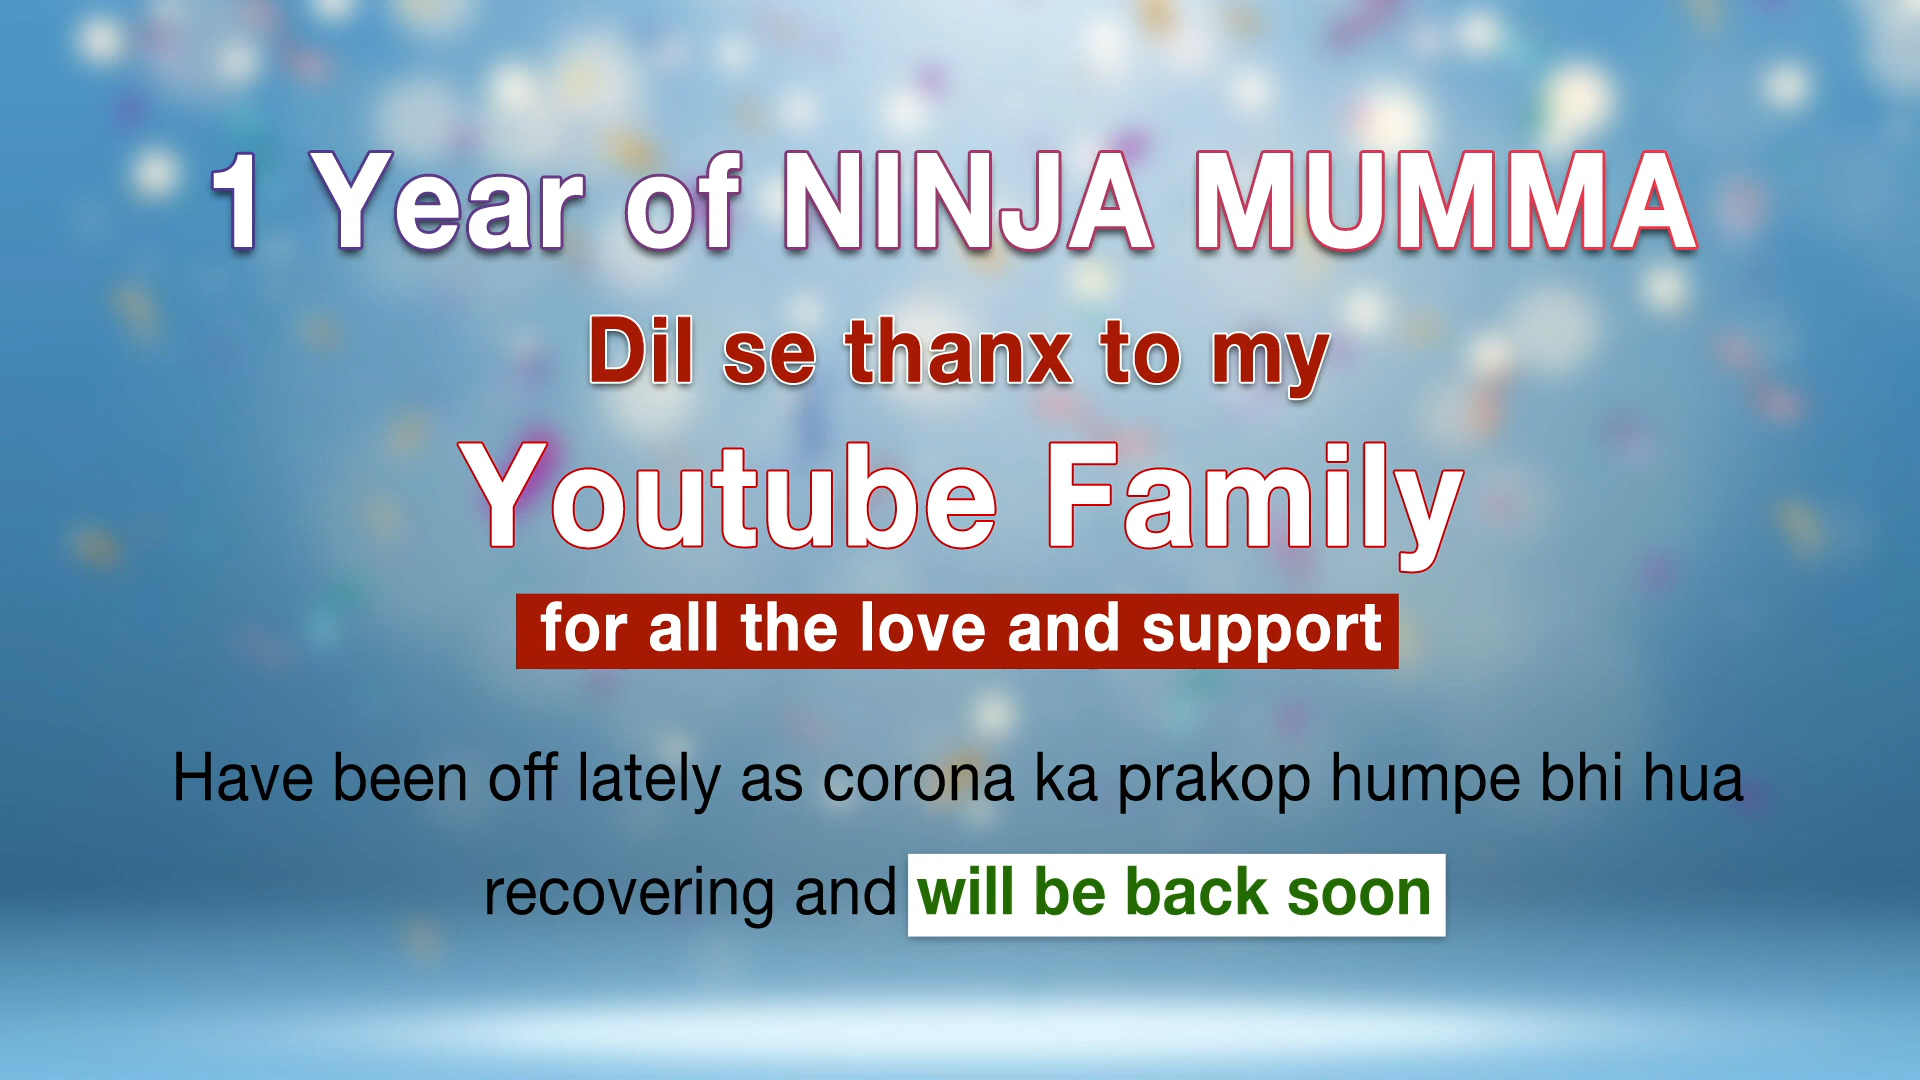 1 Year of NINJA MUMMA
Dil se thanx to my
Youtube Family
for all the love and support
Have been off lately as corona ka prakop humpe bhi hua
recovering and will be back soon